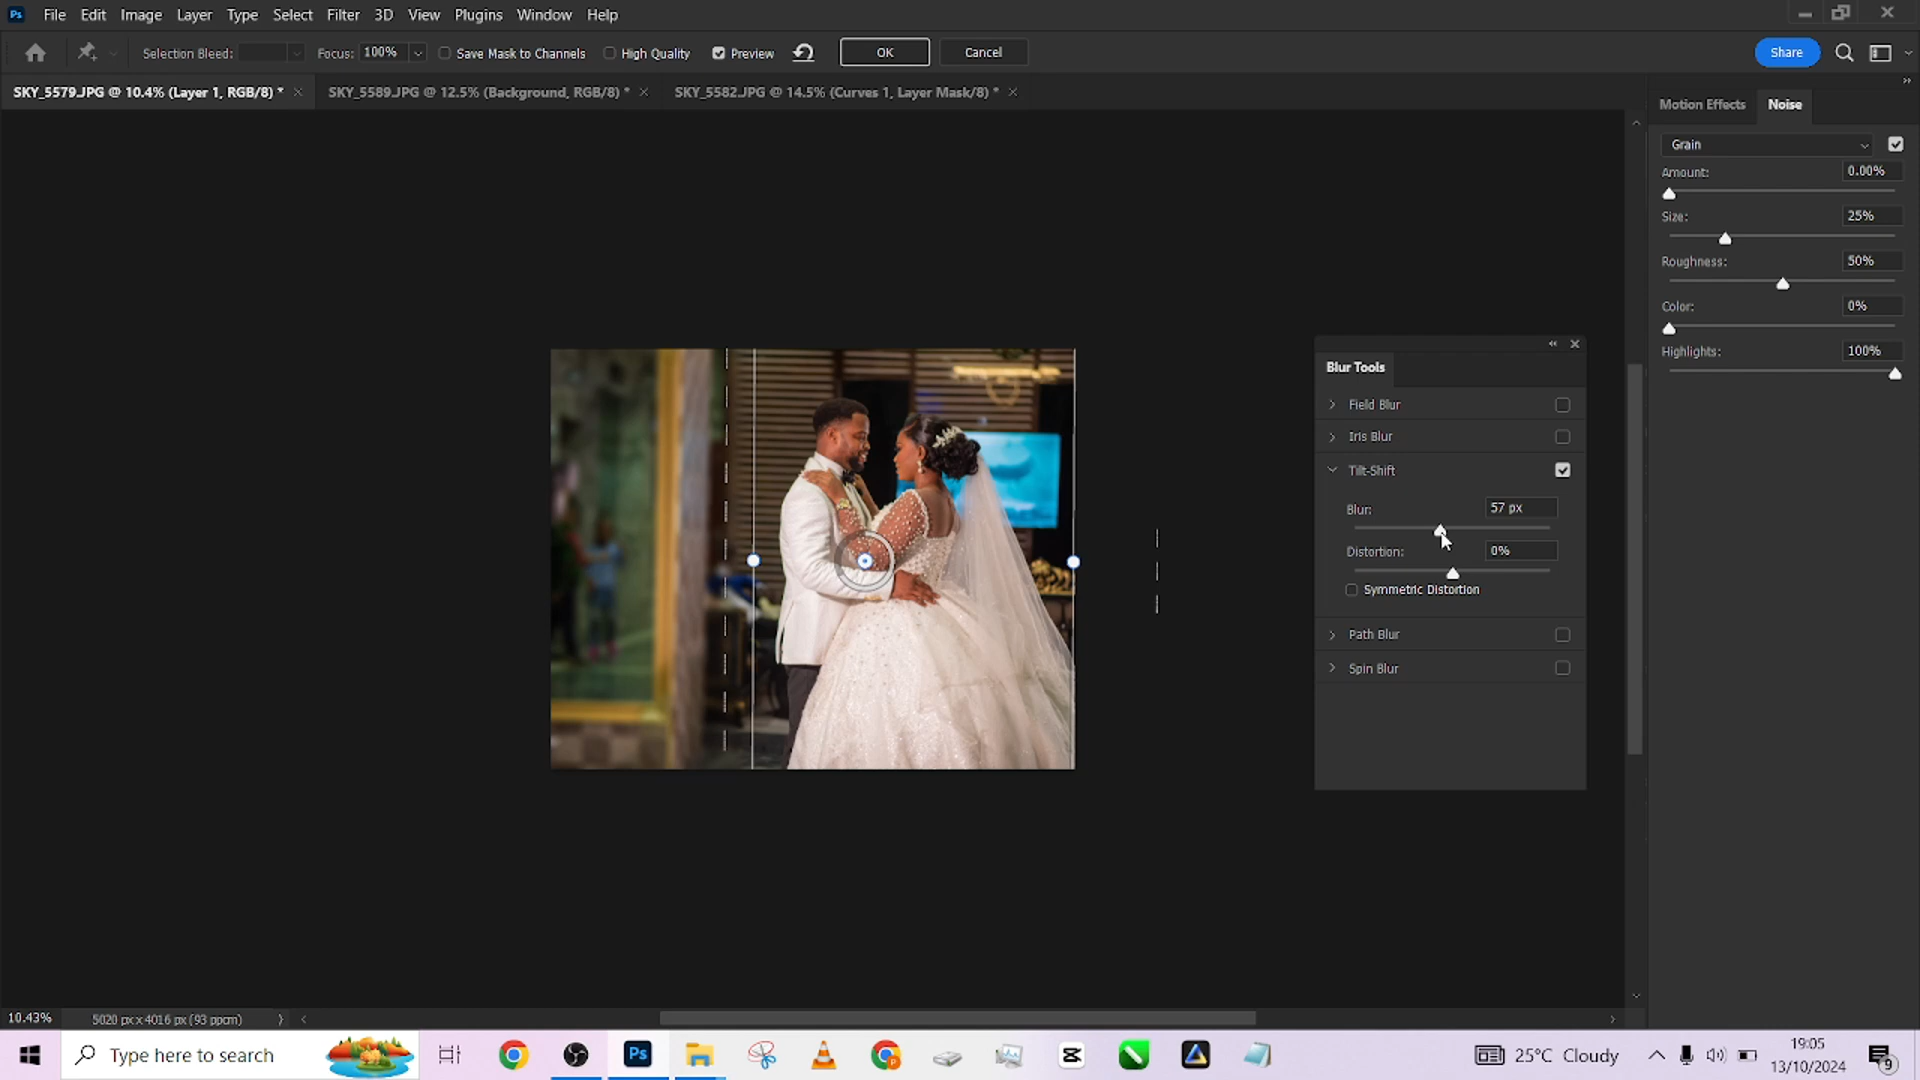 Ps File Edit Image Layer Type Select Filter 3D View Plugins Window Help
Selection Bleed: Focus: 100% Save Mask to Channels High Quality Preview OK Cancel Share
SKY_5579.JPG @ 10.4% (Layer 1, RGB/8) * SKY_5589.JPG @ 12.5% (Background, RGB/8) * SKY_5582.JPG @ 14.5% (Curves 1, Layer Mask/8) *
Motion Effects Noise
Grain
Amount: 0.00%
Size: 25%
Roughness: 50%
Color: 0%
Highlights: 100%
Blur Tools
Field Blur
Iris Blur
Tilt-Shift
Blur: 57 px
Distortion: 0%
Symmetric Distortion
Path Blur
Spin Blur
10.43% 5020 px x 4016 px (93 ppcm)
Type here to search Ps 25°C Cloudy 19:05
13/10/2024 9